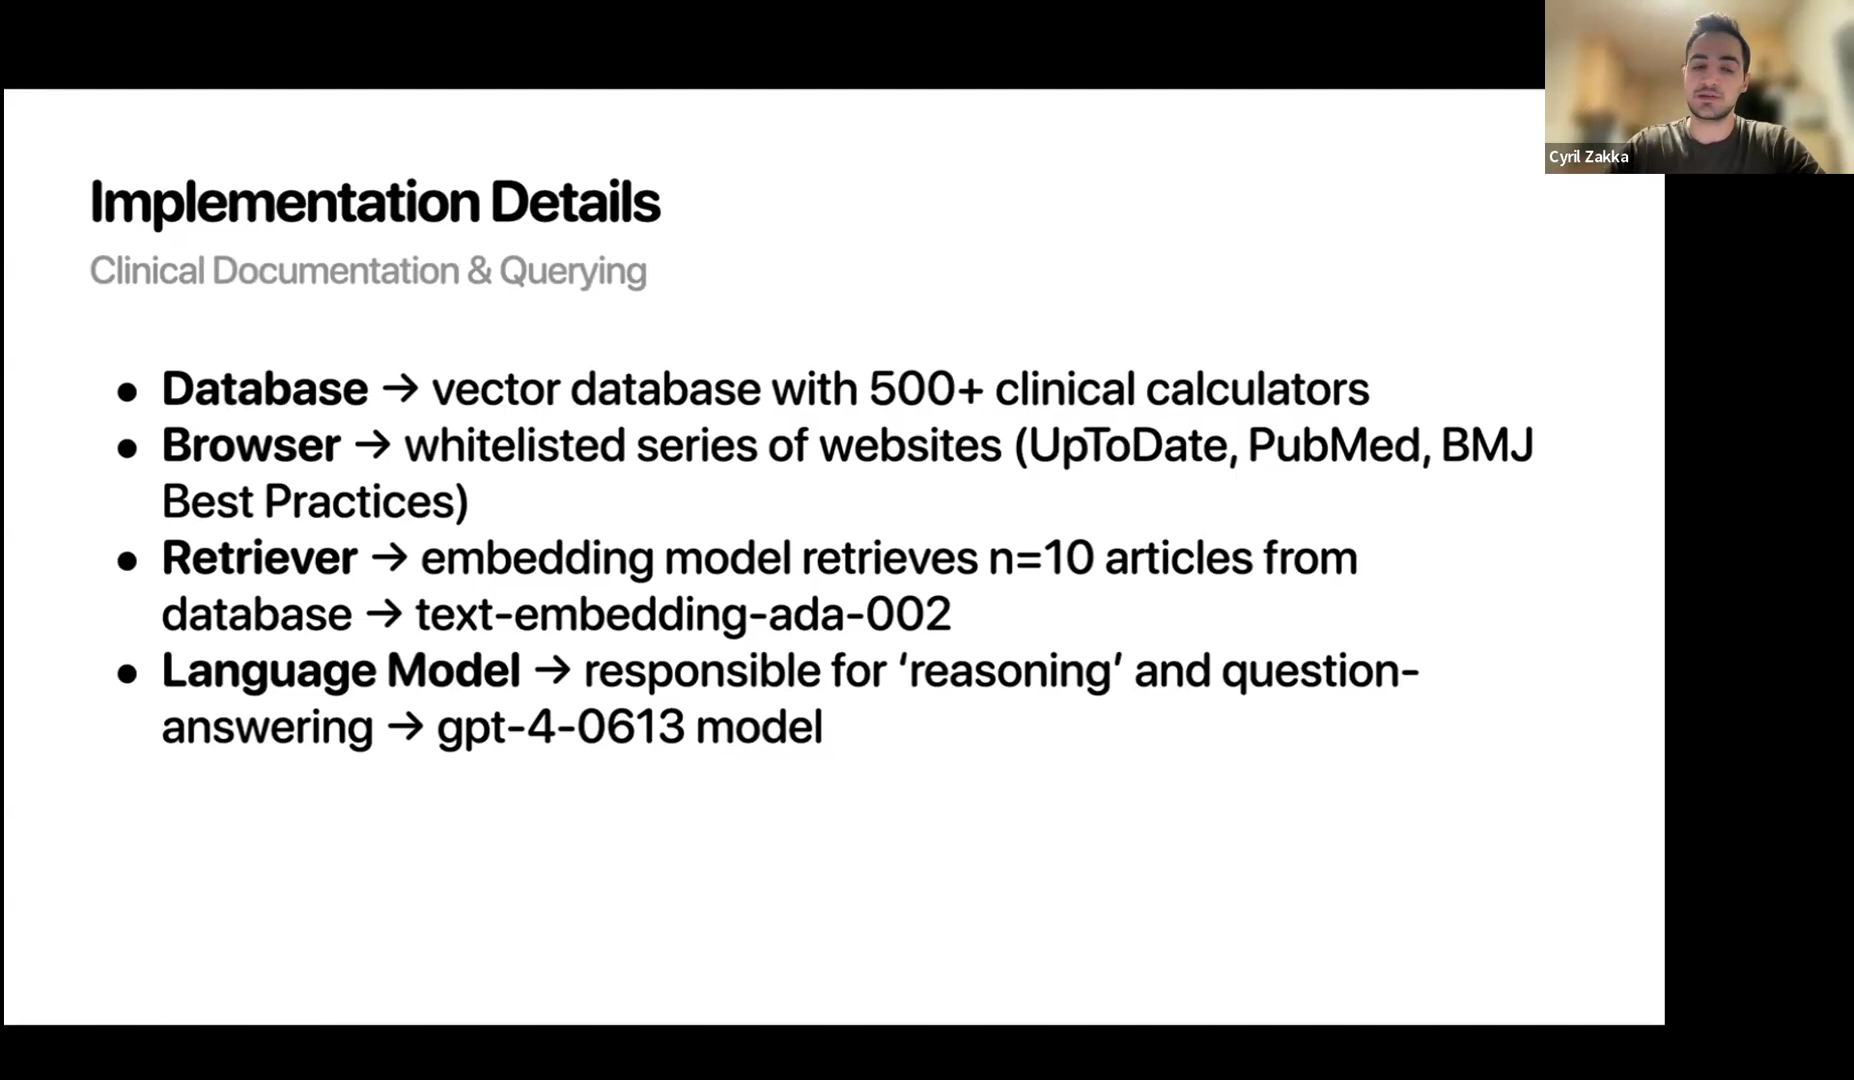 Cyril Zakka
Implementation Details
Clinical Documentation & Querying
● Database → vector database with 500+ clinical calculators
● Browser → whitelisted series of websites (UpToDate, PubMed, BMJ
Best Practices)
● Retriever → embedding model retrieves n=10 articles from
database → text-embedding-ada-002
● Language Model → responsible for ‘reasoning’ and question-
answering → gpt-4-0613 model